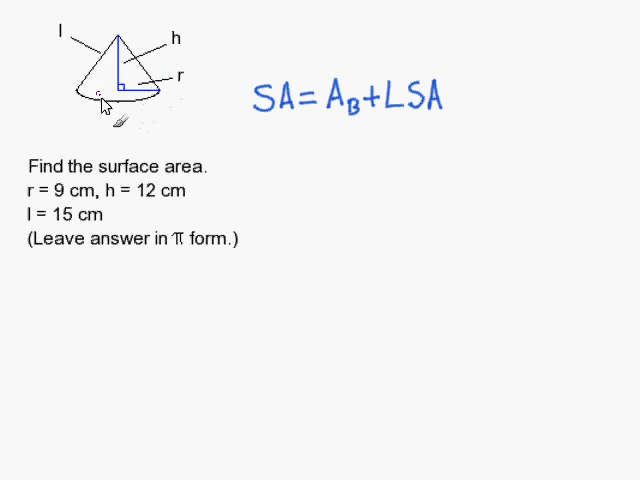 l
h
r
SA = A_B + LSA
Find the surface area.
r = 9 cm, h = 12 cm
l = 15 cm
(Leave answer in π form.)